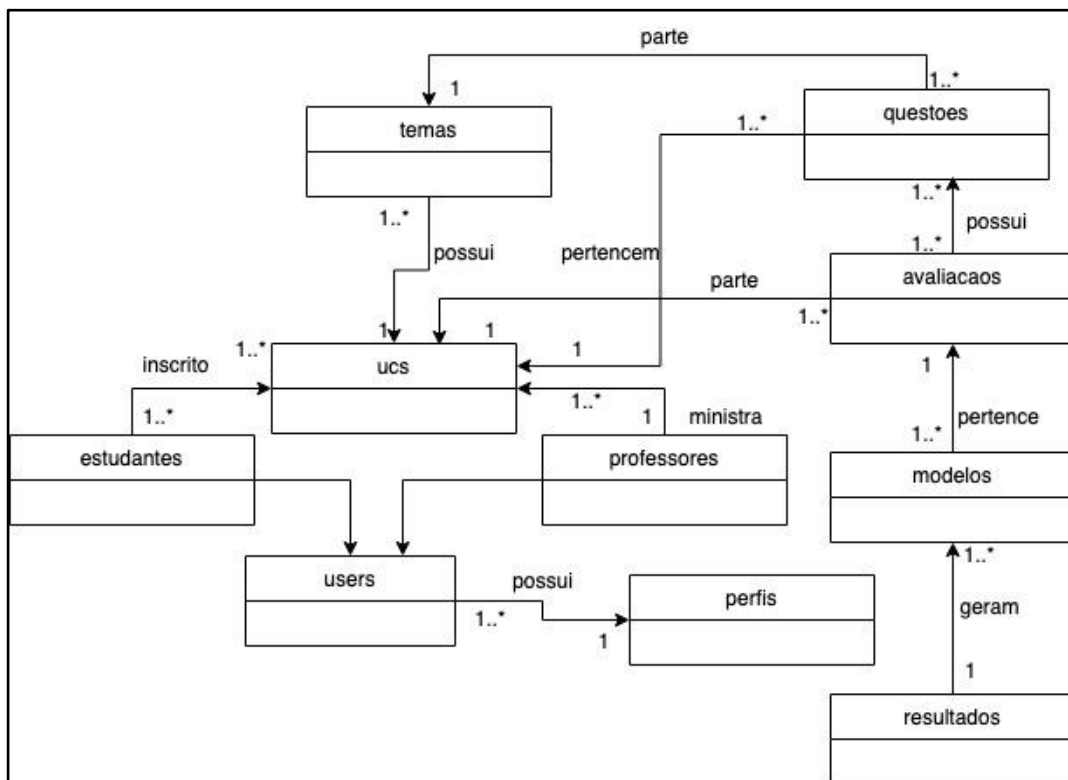 parte
1
1..*
temas
questoes
1..*
1..*
1..*
possui
pertencem
possui
1..*
parte
avaliacaos
1..*
1
1
1
1..*
ucs
inscrito
1..*
1..*
1
ministra
1
pertence
1..*
estudantes
professores
modelos
1..*
users
possui
1..*
1
perfis
geram
1
resultados